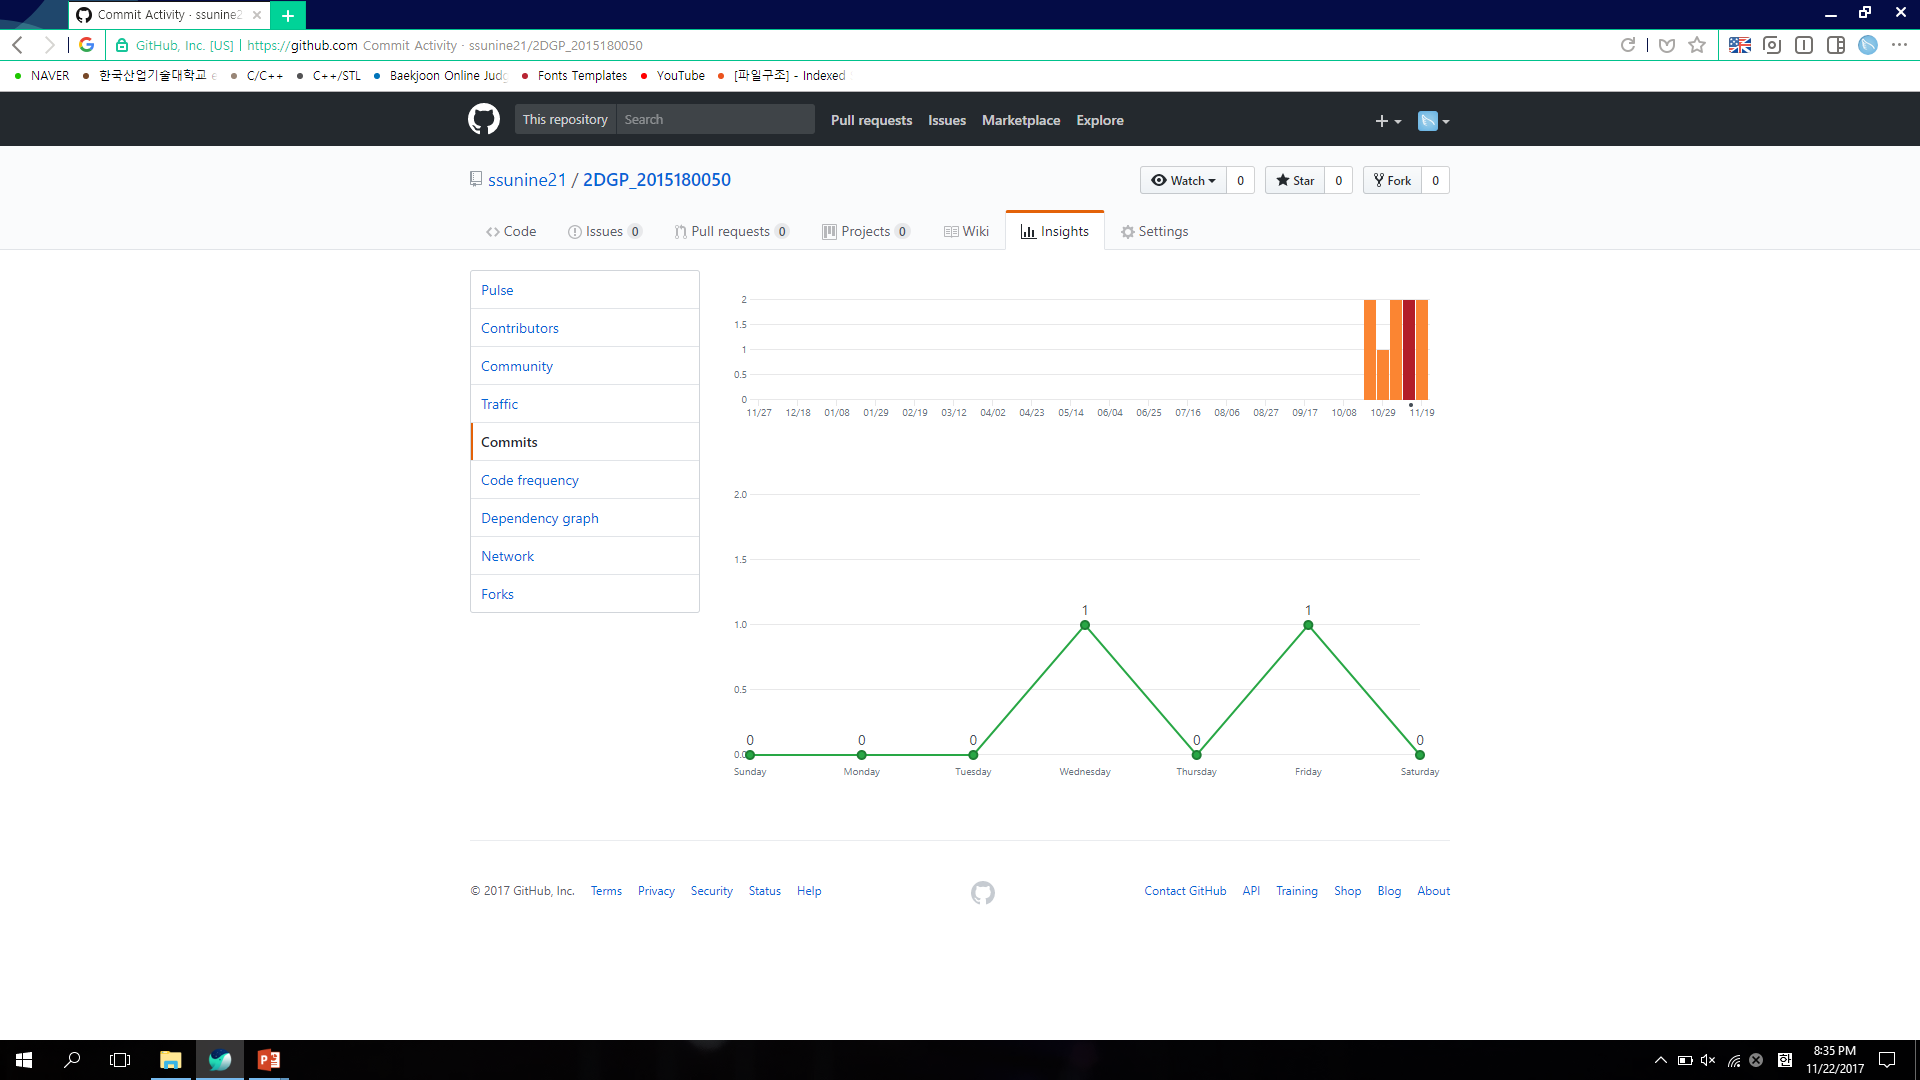 Commit Activity · ssunine2
GitHub, Inc. [US] | https://github.com Commit Activity · ssunine21/2DGP_2015180050
NAVER 한국산업기술대학교 e C/C++ C++/STL Baekjoon Online Judg Fonts Templates YouTube [파일구조] - Indexed
This repository Search Pull requests Issues Marketplace Explore
ssunine21 / 2DGP_2015180050 Watch 0 Star 0 Fork 0
Code Issues 0 Pull requests 0 Projects 0 Wiki Insights Settings
Pulse
Contributors
Community
Traffic
Commits
Code frequency
Dependency graph
Network
Forks
2
1.5
1
0.5
0
11/27 12/18 01/08 01/29 02/19 03/12 04/02 04/23 05/14 06/04 06/25 07/16 08/06 08/27 09/17 10/08 10/29 11/19
2.0
1.5
1 1
1.0
0.5
0 0 0 0 0
0.0
Sunday Monday Tuesday Wednesday Thursday Friday Saturday
© 2017 GitHub, Inc. Terms Privacy Security Status Help Contact GitHub API Training Shop Blog About
한
8:35 PM
11/22/2017